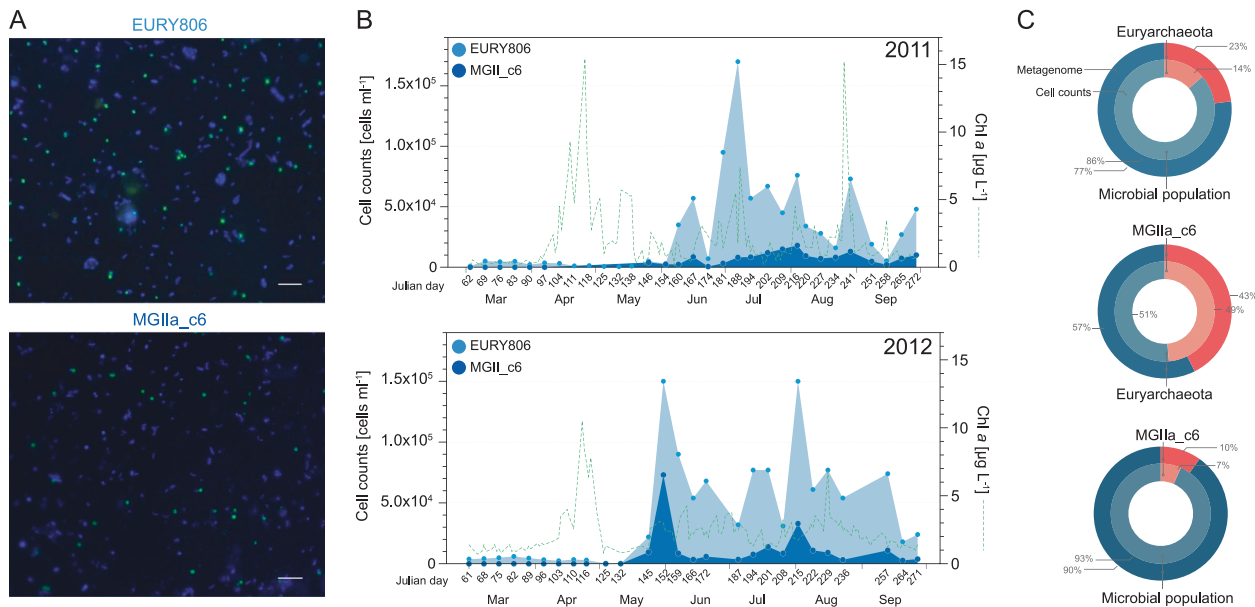 A
EURY806
MGIIa_c6
B
EURY806
MGII_c6
2011
Cell counts [cells ml⁻¹]
1.5x10⁵
1.0x10⁵
5.0x10⁴
0
15
10
5
0
Chl a [µg L⁻¹]
Julian day
62 69 76 83 90 97 104 111 118 125 132 138 146 154 160 167 174 181 188 194 202 209 216 220 227 234 241 251 258 265 272
Mar Apr May Jun Jul Aug Sep
EURY806
MGII_c6
2012
Cell counts [cells ml⁻¹]
1.5x10⁵
1.0x10⁵
5.0x10⁴
0
15
10
5
0
Chl a [µg L⁻¹]
Julian day
61 68 75 82 89 96 103 110 116 125 132 145 152 159 166 172 187 194 201 208 215 222 229 236 257 264 271
Mar Apr May Jun Jul Aug Sep
C
Euryarchaeota
23%
14%
Metagenome
Cell counts
86%
77%
Microbial population
MGIIa_c6
43%
49%
51%
57%
Euryarchaeota
MGIIa_c6
10%
7%
93%
90%
Microbial population